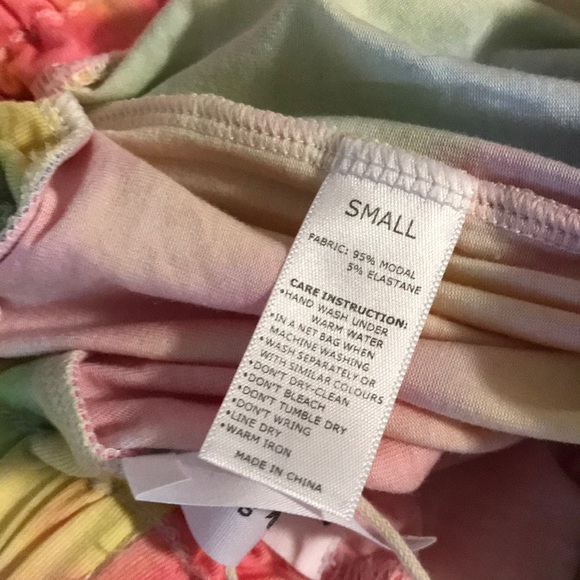 SMALL
FABRIC: 95% MODAL
5% ELASTANE
CARE INSTRUCTION:
•HAND WASH UNDER
WARM WATER
•IN A NET BAG WHEN
MACHINE WASHING
•WASH SEPARATELY OR
WITH SIMILAR COLOURS
•DON'T DRY-CLEAN
•DON'T BLEACH
•DON'T TUMBLE DRY
•DON'T WRING
•LINE DRY
•WARM IRON
MADE IN CHINA